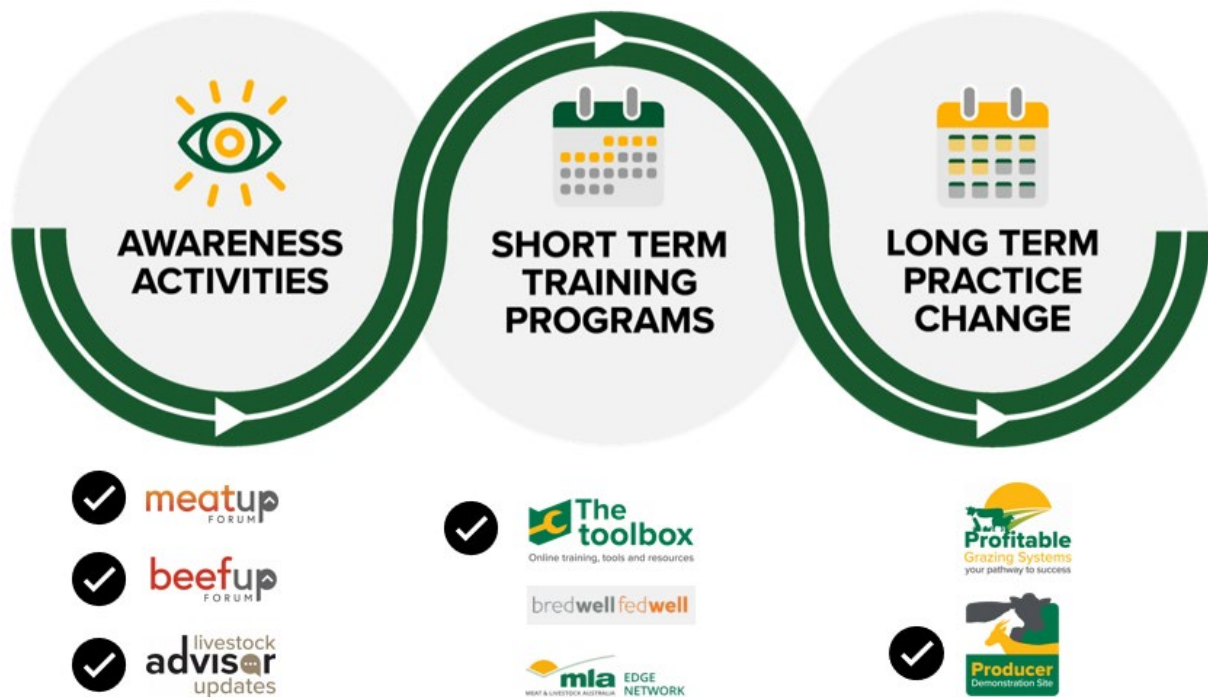 AWARENESS
ACTIVITIES
SHORT TERM
TRAINING
PROGRAMS
LONG TERM
PRACTICE
CHANGE
meatup
FORUM
beefup
FORUM
livestock
advisor
updates
The
toolbox
Online training, tools and resources
bredwell fedwell
mla
MEAT & LIVESTOCK AUSTRALIA
EDGE
NETWORK
Profitable
Grazing Systems
your pathway to success
Producer
Demonstration Site